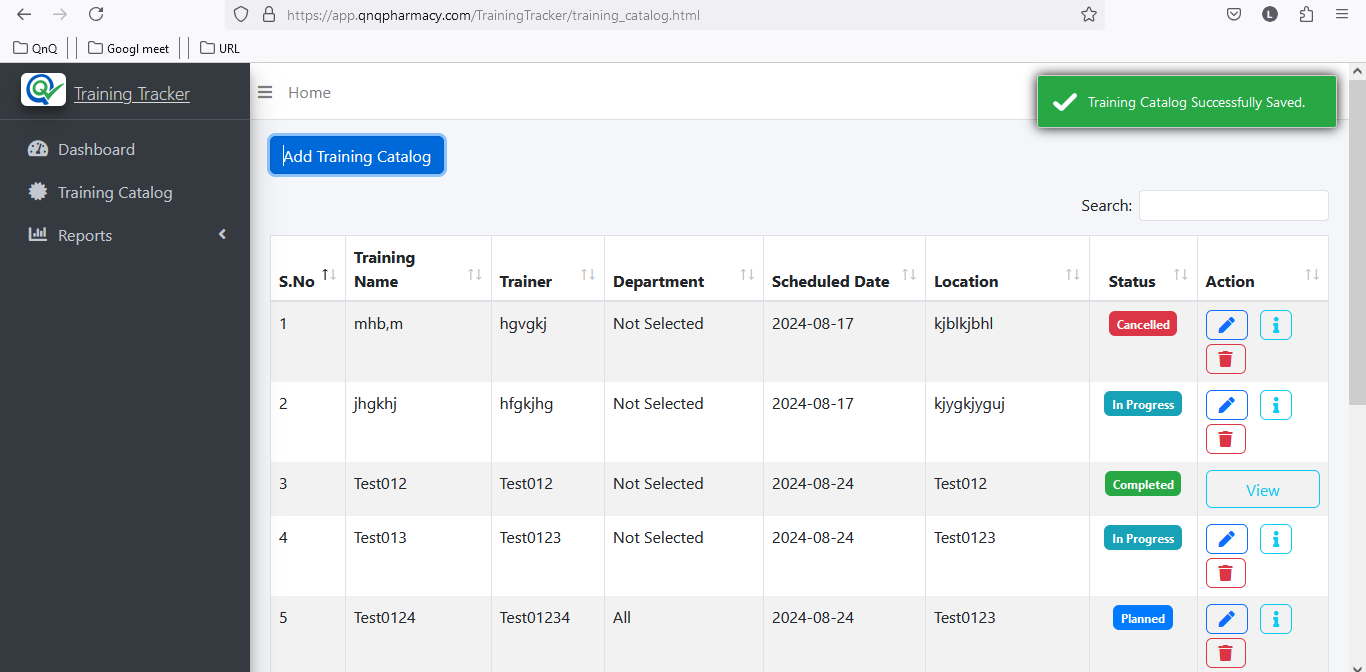 https://app.qnqpharmacy.com/TrainingTracker/training_catalog.html
L
QnQ Googl meet URL
Training Tracker
Home
Training Catalog Successfully Saved.
Dashboard
Training Catalog
Reports
Add Training Catalog
Search:
S.No Training Name Trainer Department Scheduled Date Location Status Action
1 mhb,m hgvgkj Not Selected 2024-08-17 kjblkjbhl Cancelled
2 jhgkhj hfgkjhg Not Selected 2024-08-17 kjygkjyguj In Progress
3 Test012 Test012 Not Selected 2024-08-24 Test012 Completed View
4 Test013 Test0123 Not Selected 2024-08-24 Test0123 In Progress
5 Test0124 Test01234 All 2024-08-24 Test0123 Planned